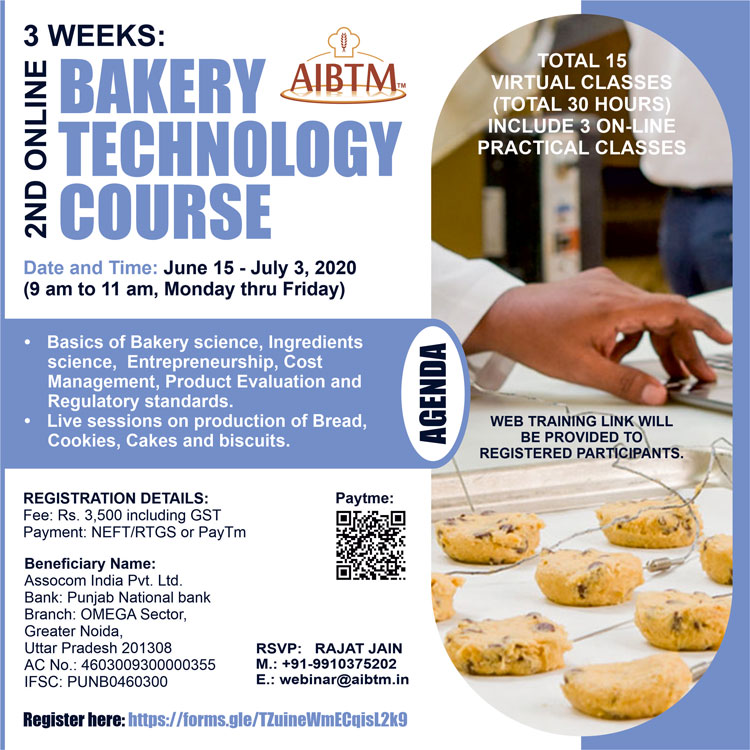 3 WEEKS:
2ND ONLINE
BAKERY
TECHNOLOGY
COURSE
AIBTM™
Date and Time: June 15 - July 3, 2020
(9 am to 11 am, Monday thru Friday)
TOTAL 15
VIRTUAL CLASSES
(TOTAL 30 HOURS)
INCLUDE 3 ON-LINE
PRACTICAL CLASSES
AGENDA
• Basics of Bakery science, Ingredients
science, Entrepreneurship, Cost
Management, Product Evaluation and
Regulatory standards.
• Live sessions on production of Bread,
Cookies, Cakes and biscuits.
WEB TRAINING LINK WILL
BE PROVIDED TO
REGISTERED PARTICIPANTS.
REGISTRATION DETAILS:
Fee: Rs. 3,500 including GST
Payment: NEFT/RTGS or PayTm
Paytme:
Beneficiary Name:
Assocom India Pvt. Ltd.
Bank: Punjab National bank
Branch: OMEGA Sector,
Greater Noida,
Uttar Pradesh 201308
AC No.: 4603009300000355
IFSC: PUNB0460300
RSVP: RAJAT JAIN
M.: +91-9910375202
E.: webinar@aibtm.in
Register here: https://forms.gle/TZuineWmECqisL2k9